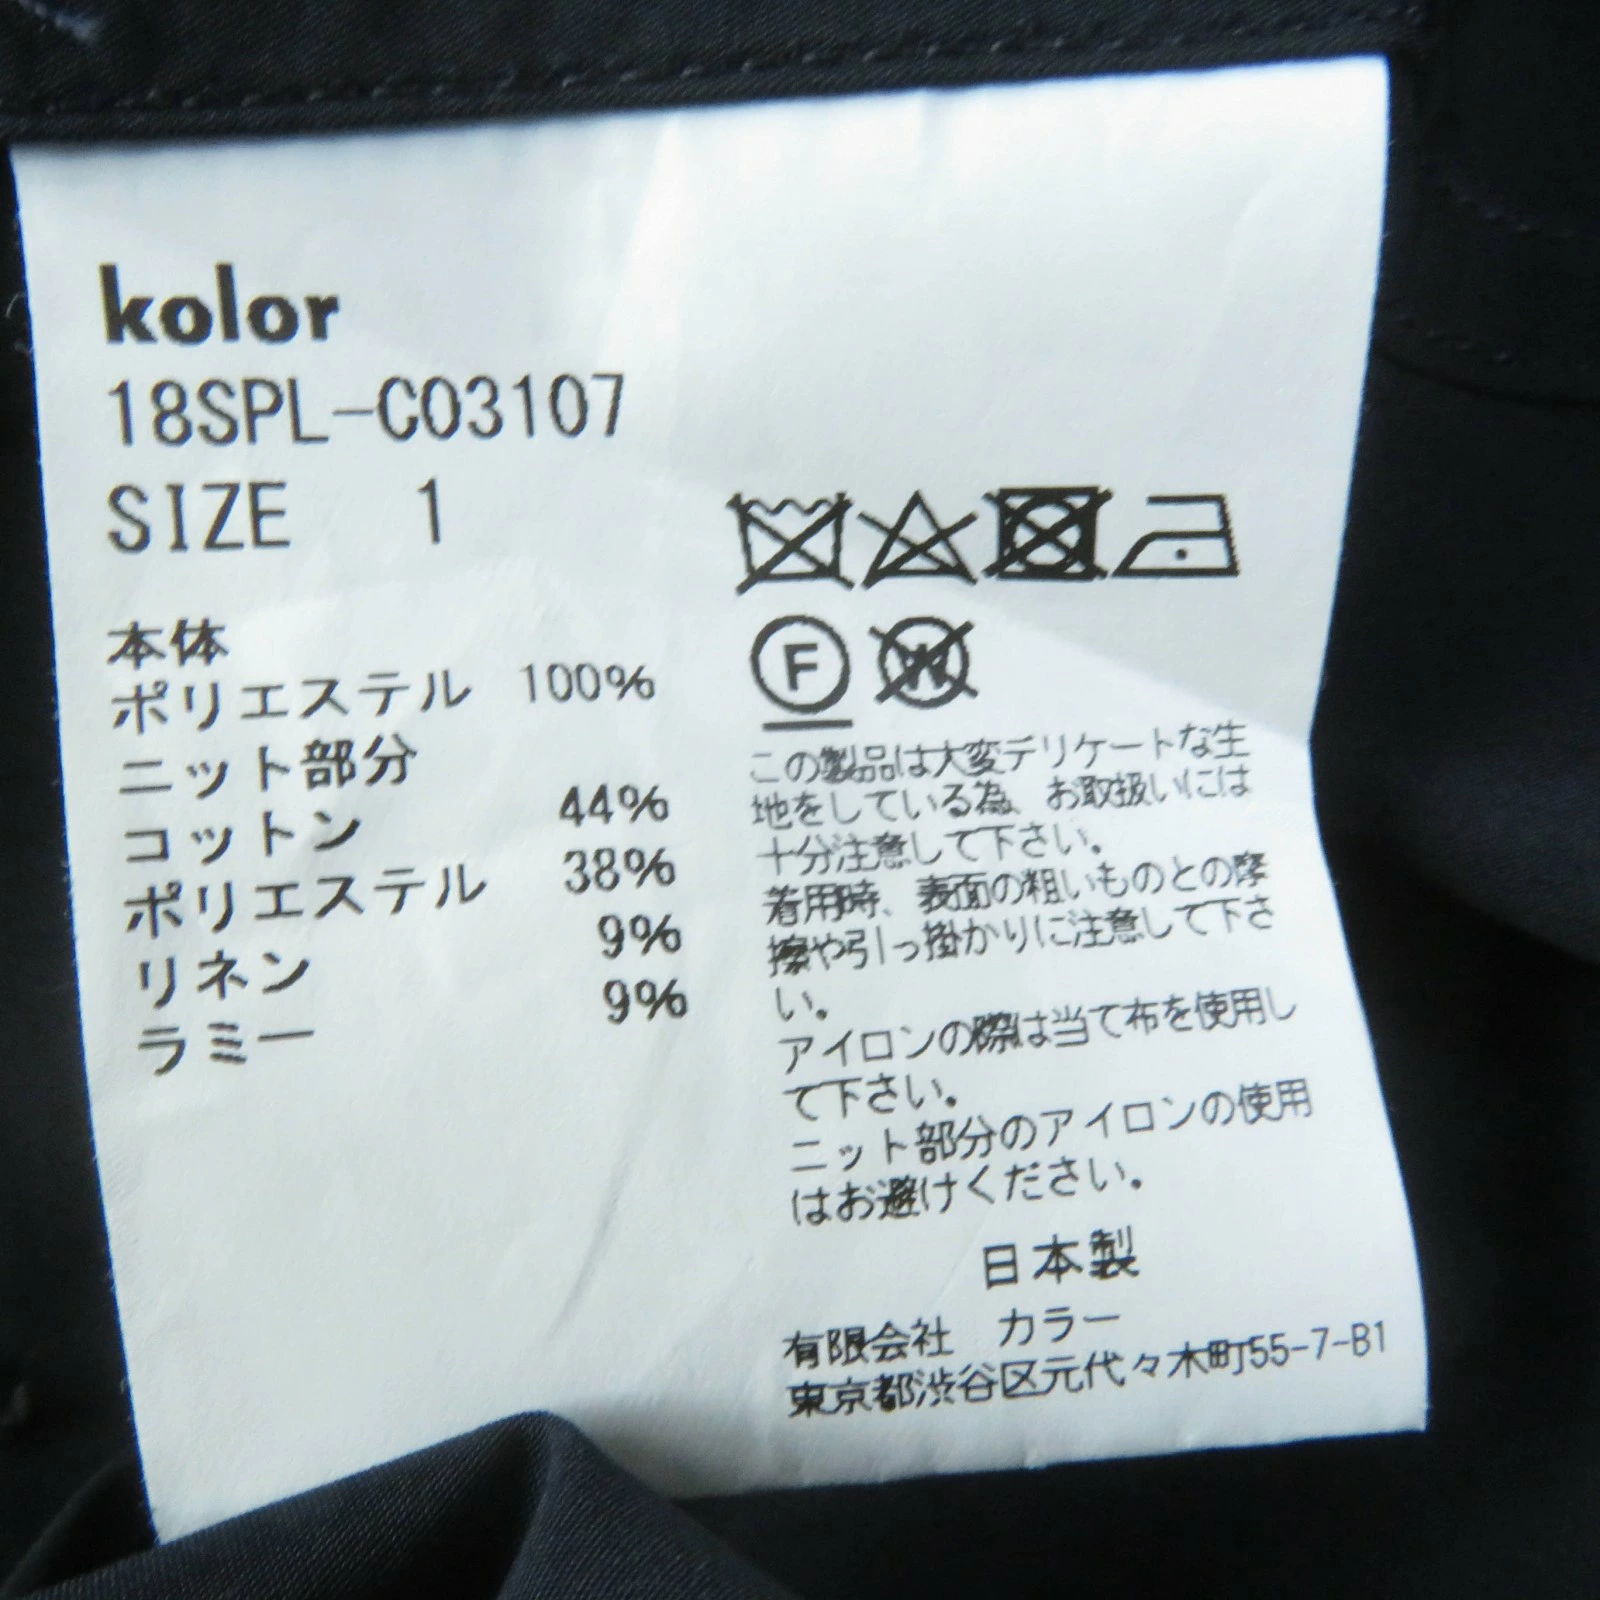 kolor
18SPL-C03107
SIZE 1
本体
ポリエステル 100%
ニット部分
コットン 44%
ポリエステル 38%
リネン 9%
ラミー 9%
F
W
この製品は大変デリケートな生
地をしている為、お取扱いには
十分注意して下さい。
着用時、表面の粗いものとの摩
擦や引っ掛かりに注意して下さ
い。
アイロンの際は当て布を使用し
て下さい。
ニット部分のアイロンの使用
はお避けください。
日本製
有限会社 カラー
東京都渋谷区元代々木町55-7-B1